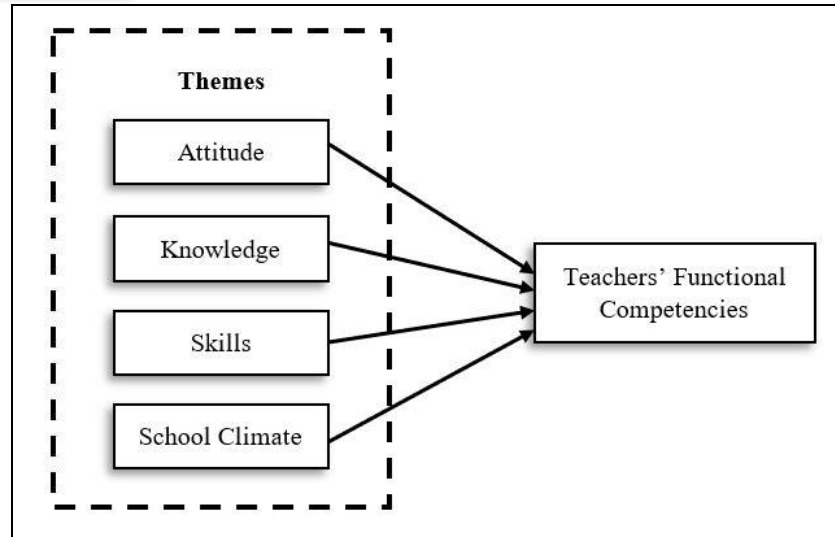 Themes
Attitude
Knowledge
Skills
School Climate
Teachers’ Functional
Competencies